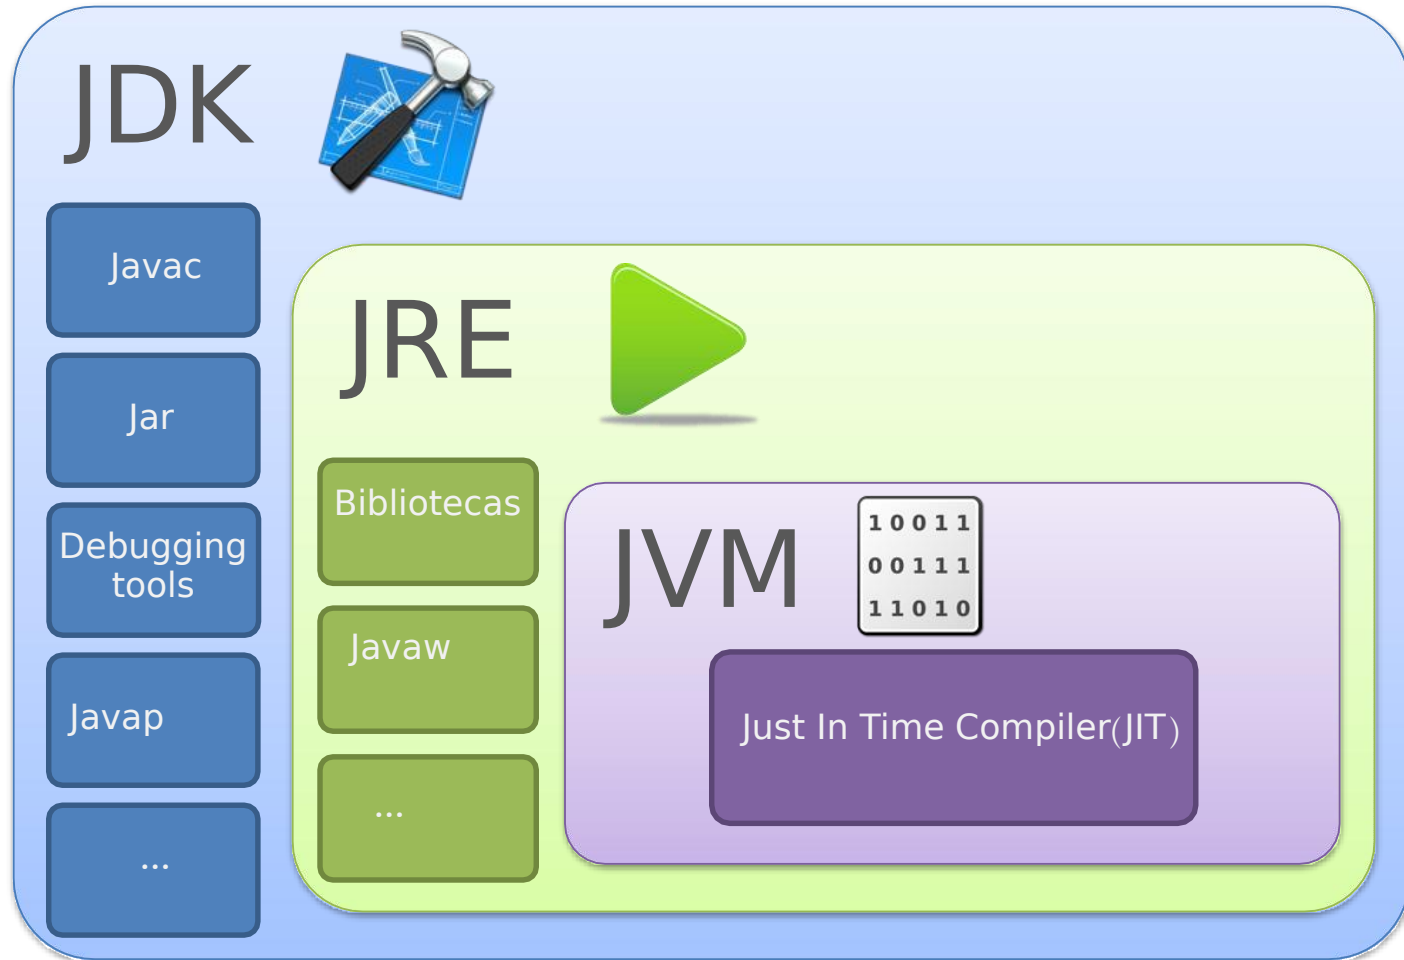 JDK
Javac
Jar
Debugging
tools
Javap
...
JRE
Bibliotecas
Javaw
...
JVM
10011
00111
11010
Just In Time Compiler(JIT)